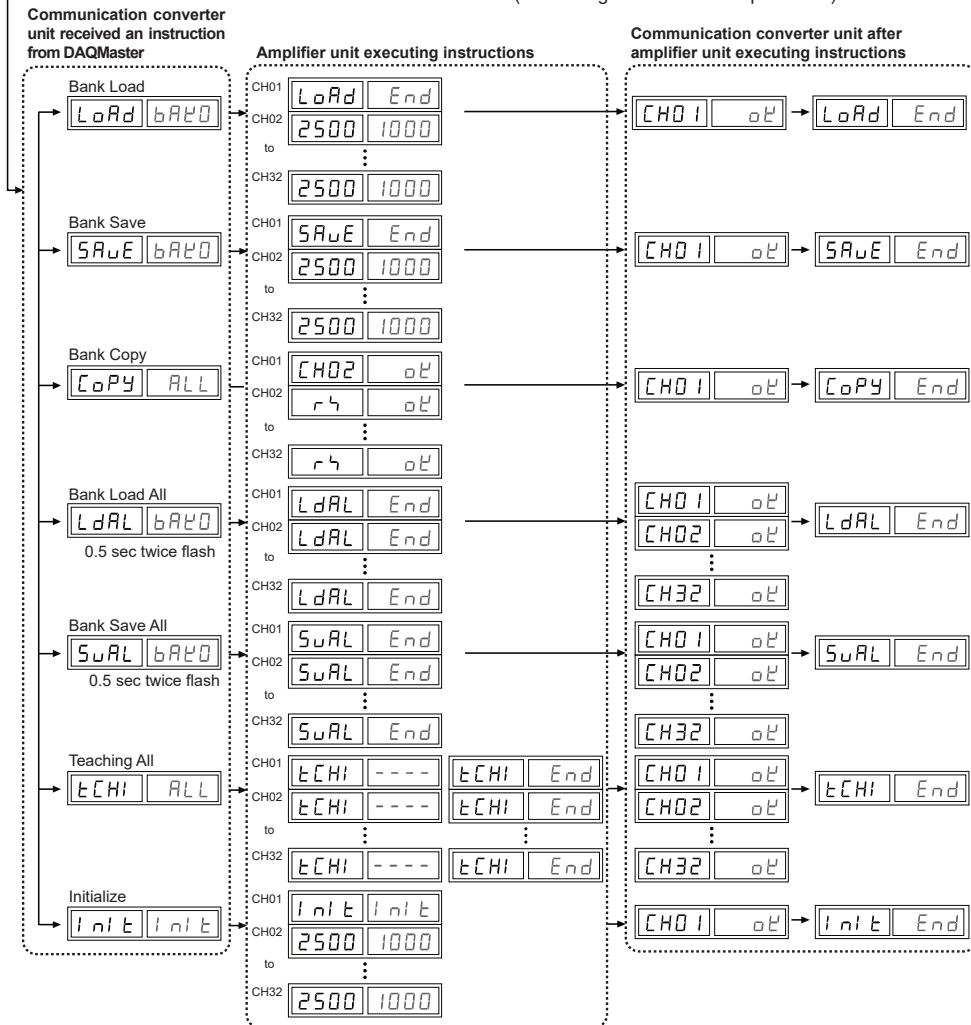 Communication converter
unit received an instruction
from DAQMaster
Amplifier unit executing instructions
Communication converter unit after
amplifier unit executing instructions
Bank Load
LoAd bAk0
CH01 LoAd End
CH02 2500 1000
to
CH32 2500 1000
CH01 ok
LoAd End
Bank Save
SAvE bAk0
CH01 SAvE End
CH02 2500 1000
to
CH32 2500 1000
CH01 ok
SAvE End
Bank Copy
CoPY ALL
CH01 CH02 ok
CH02 ok
to
CH32 ok
CH01 ok
CoPY End
Bank Load All
LdAL bAk0
0.5 sec twice flash
CH01 LdAL End
CH02 LdAL End
to
CH32 LdAL End
CH01 ok
CH02 ok
CH32 ok
LdAL End
Bank Save All
SvAL bAk0
0.5 sec twice flash
CH01 SvAL End
CH02 SvAL End
to
CH32 SvAL End
CH01 ok
CH02 ok
CH32 ok
SvAL End
Teaching All
tCHI ALL
CH01 tCHI ---- tCHI End
CH02 tCHI ---- tCHI End
to
CH32 tCHI ---- tCHI End
CH01 ok
CH02 ok
CH32 ok
tCHI End
Initialize
InIt InIt
CH01 InIt InIt
CH02 2500 1000
to
CH32 2500 1000
CH01 ok
InIt End